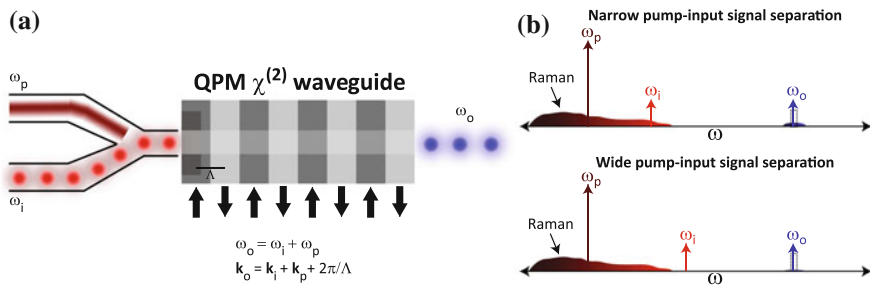 (a)
ωp
QPM χ(2) waveguide
ωo
Λ
ωi
ωo = ωi + ωp
ko = ki + kp + 2π/Λ
(b)
Narrow pump-input signal separation
ωp
Raman
ωi
ωo
ω
Wide pump-input signal separation
ωp
Raman
ωi
ωo
ω